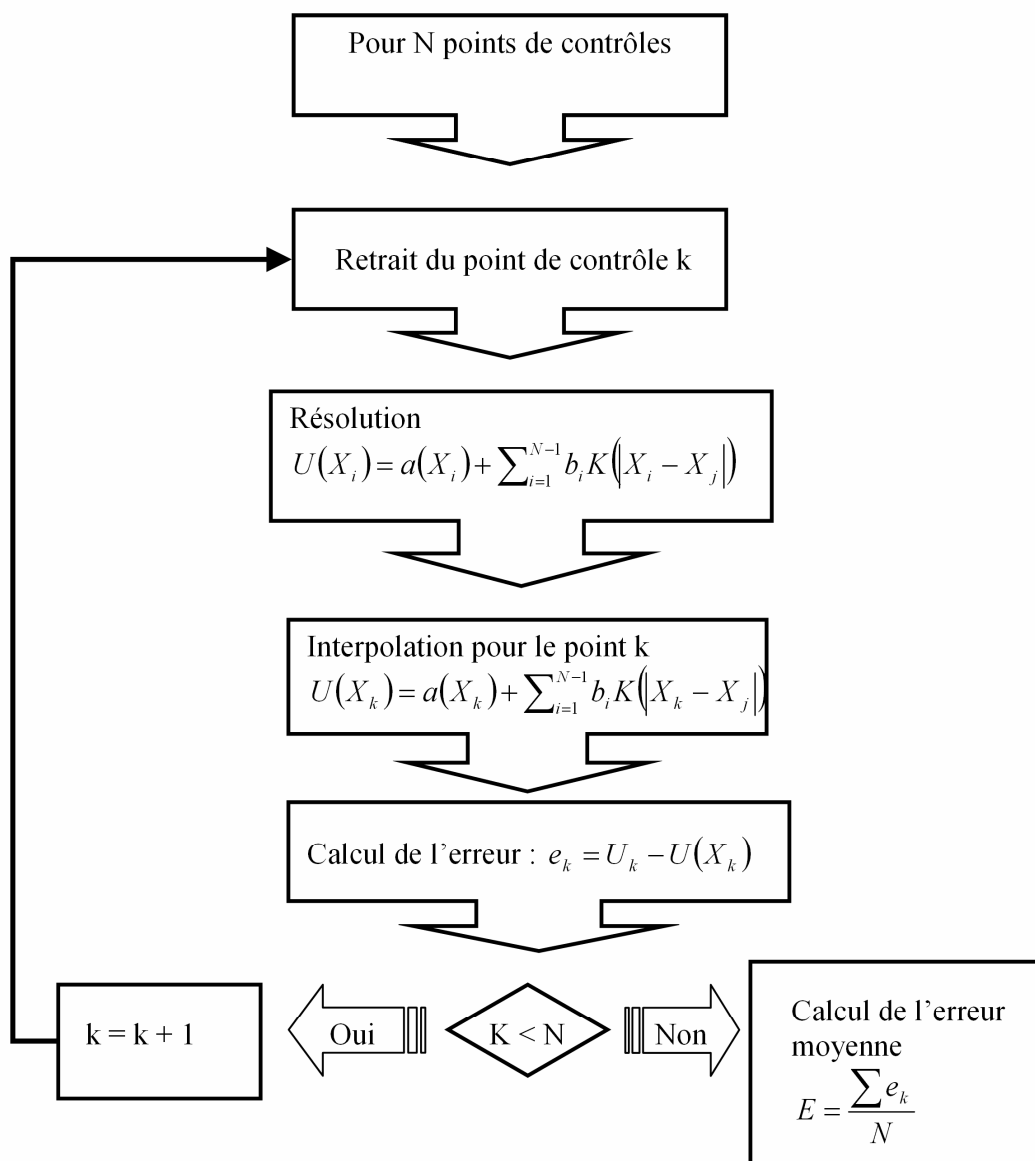 Pour N points de contrôles
Retrait du point de contrôle k
Résolution
U(X_i) = a(X_i) + ∑_{i=1}^{N-1} b_i K(|X_i − X_j|)
Interpolation pour le point k
U(X_k) = a(X_k) + ∑_{i=1}^{N-1} b_i K(|X_k − X_j|)
Calcul de l’erreur : e_k = U_k − U(X_k)
k = k + 1
Oui
K < N
Non
Calcul de l’erreur
moyenne
E = ∑ e_k / N